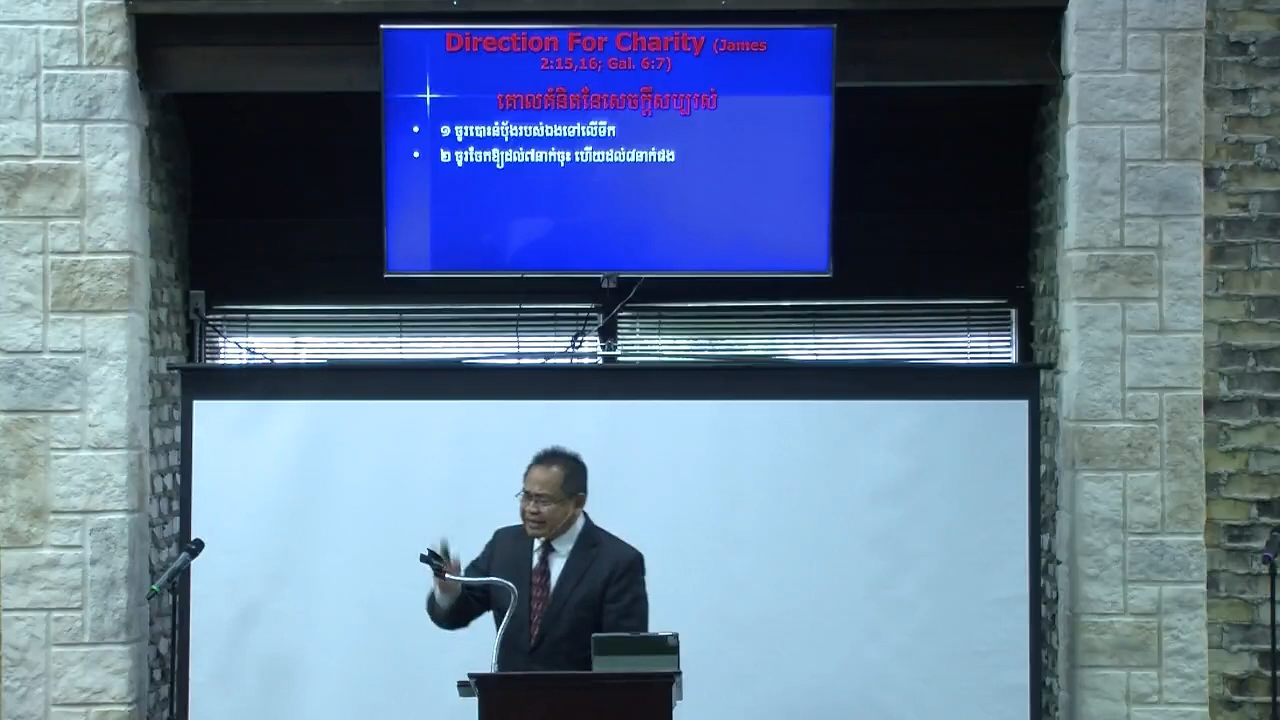 Direction For Charity (James
2:15,16; Gal. 6:7)
គោលគំនិតនៃសេចក្ដីសប្បុរស់
• ១ ចូរបោះនំបុ័ងរបស់ឯងទៅលើទឹក
• ២ ចូរចែកឱ្យដល់៧នាក់ចុះ ហើយដល់៨នាក់ផង